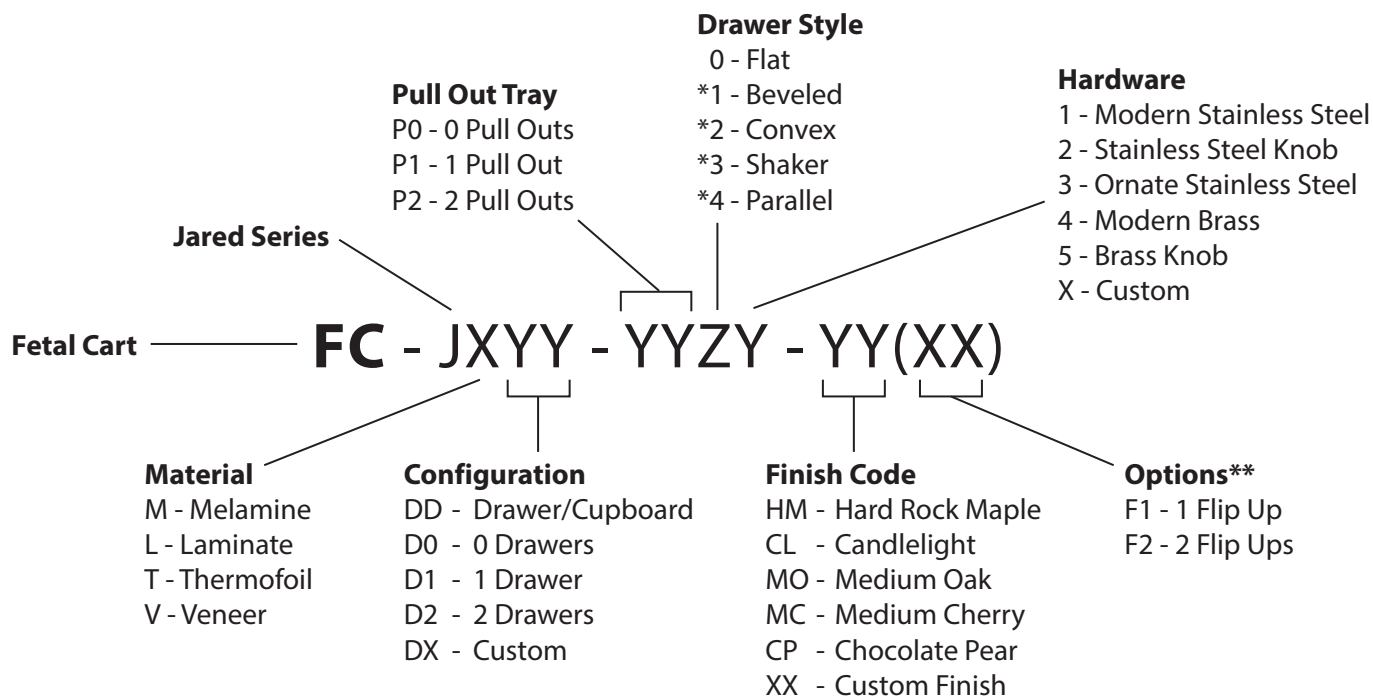 Drawer Style
0 - Flat
*1 - Beveled
*2 - Convex
*3 - Shaker
*4 - Parallel
Pull Out Tray
P0 - 0 Pull Outs
P1 - 1 Pull Out
P2 - 2 Pull Outs
Hardware
1 - Modern Stainless Steel
2 - Stainless Steel Knob
3 - Ornate Stainless Steel
4 - Modern Brass
5 - Brass Knob
X - Custom
Jared Series
Fetal Cart
FC - JXYY - YYZY - YY(XX)
Material
M - Melamine
L - Laminate
T - Thermofoil
V - Veneer
Configuration
DD - Drawer/Cupboard
D0 - 0 Drawers
D1 - 1 Drawer
D2 - 2 Drawers
DX - Custom
Finish Code
HM - Hard Rock Maple
CL - Candlelight
MO - Medium Oak
MC - Medium Cherry
CP - Chocolate Pear
XX - Custom Finish
Options**
F1 - 1 Flip Up
F2 - 2 Flip Ups